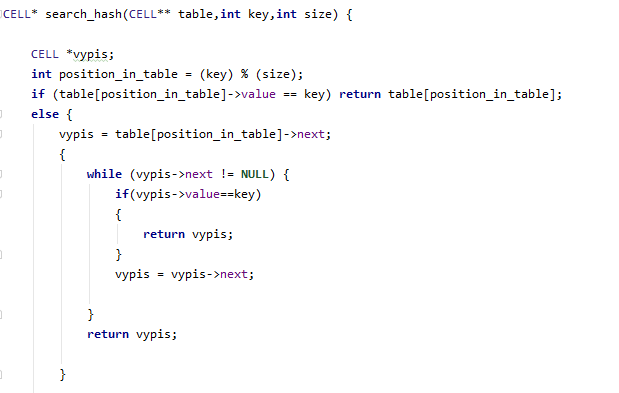 CELL* search_hash(CELL** table,int key,int size) {
CELL *vypis;
int position_in_table = (key) % (size);
if (table[position_in_table]->value == key) return table[position_in_table];
else {
vypis = table[position_in_table]->next;
{
while (vypis->next != NULL) {
if(vypis->value==key)
{
return vypis;
}
vypis = vypis->next;
}
return vypis;
}